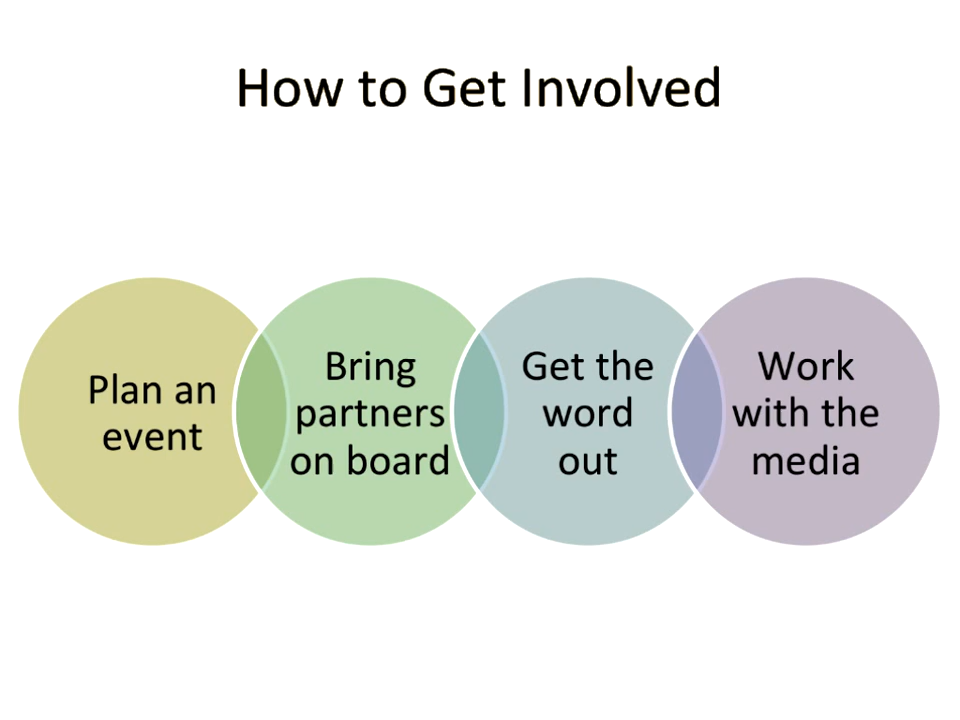 How to Get Involved
Plan an
event
Bring
partners
on board
Get the
word
out
Work
with the
media